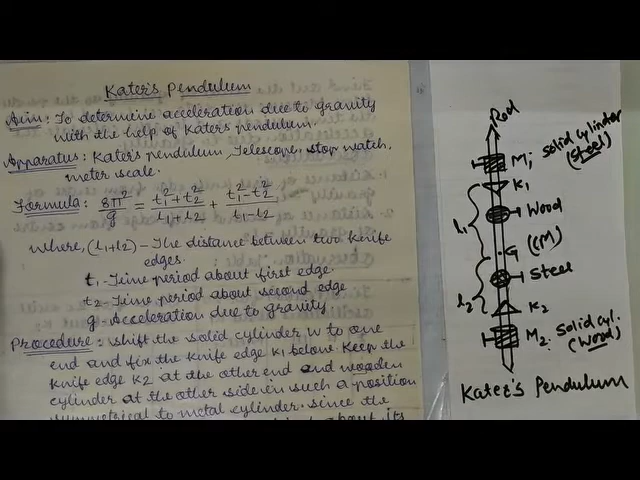 Kater's Pendulum
Aim: To determine acceleration due to gravity
with the help of Kater's pendulum.
Apparatus: Kater's pendulum, Telescope, stop watch,
meter scale.
Formula: 8π²/g = (t₁²+t₂²)/(l₁+l₂) + (t₁²-t₂²)/(l₁-l₂)
where, (l₁+l₂) - The distance between two knife
edges.
t₁ - Time period about first edge.
t₂ - Time period about second edge
g - Acceleration due to gravity.
Procedure: Shift the solid cylinder W to one
end and fix the knife edge K₁ below. Keep the
knife edge K₂ at the other end and wooden
cylinder at the other side in such a position
symmetrical to metal cylinder. Since the
about its
Rod
M₁ solid cylinder
(Steel)
K₁
Wood
l₁
G (CM)
Steel
l₂
K₂
M₂ Solid cyl.
(Wood)
Kater's Pendulum